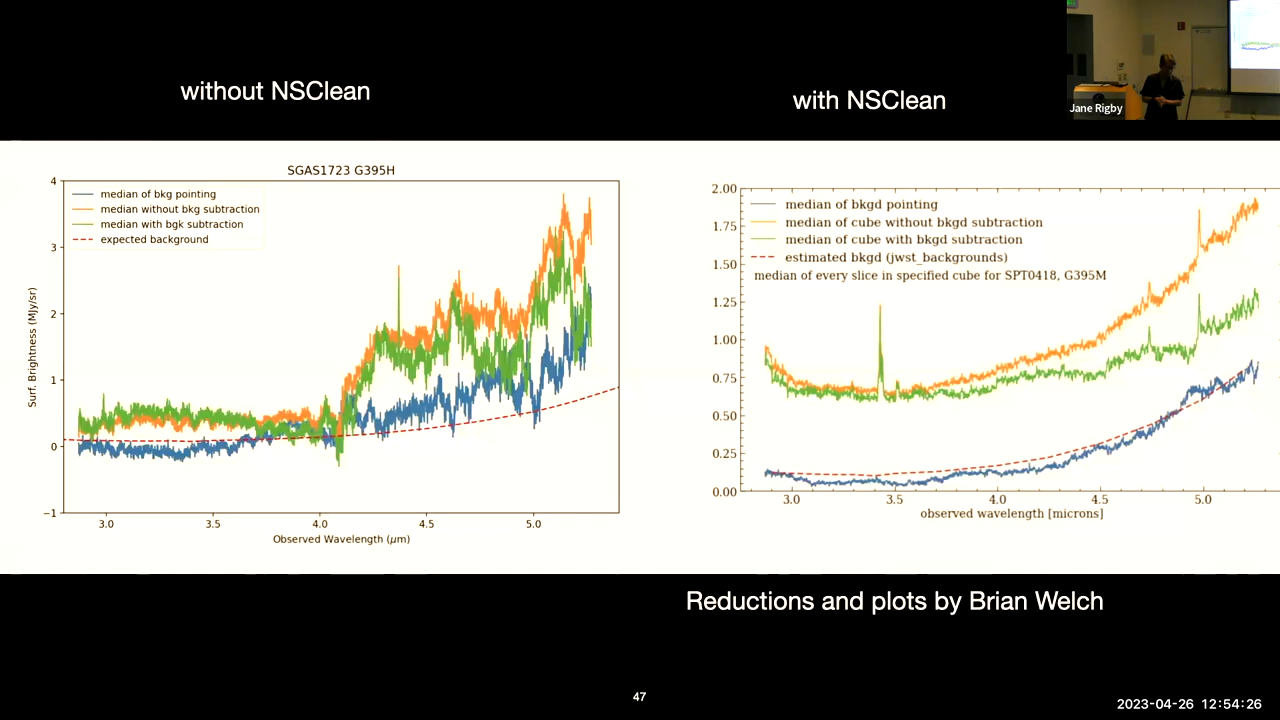 without NSClean
with NSClean
Jane Rigby
SGAS1723 G395H
median of bkg pointing
median without bkg subtraction
median with bgk subtraction
expected background
4
3
2
1
0
−1
Surf. Brightness (MJy/sr)
3.0 3.5 4.0 4.5 5.0
Observed Wavelength (μm)
2.00
1.75
1.50
1.25
1.00
0.75
0.50
0.25
0.00
median of bkgd pointing
median of cube without bkgd subtraction
median of cube with bkgd subtraction
estimated bkgd (jwst_backgrounds)
median of every slice in specified cube for SPT0418, G395M
3.0 3.5 4.0 4.5 5.0
observed wavelength [microns]
Reductions and plots by Brian Welch
47
2023-04-26 12:54:26